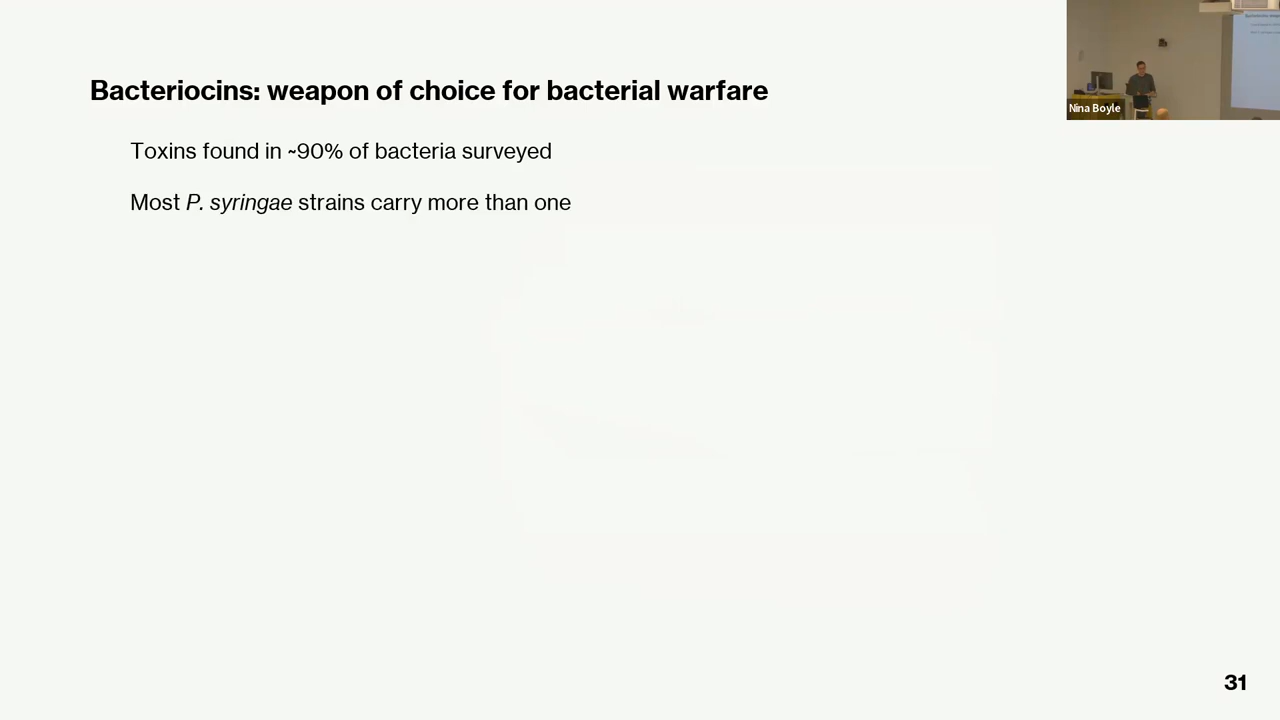 Bacteriocins: weapon of choice for bacterial warfare
Toxins found in ~90% of bacteria surveyed
Most P. syringae strains carry more than one
Nina Boyle
31